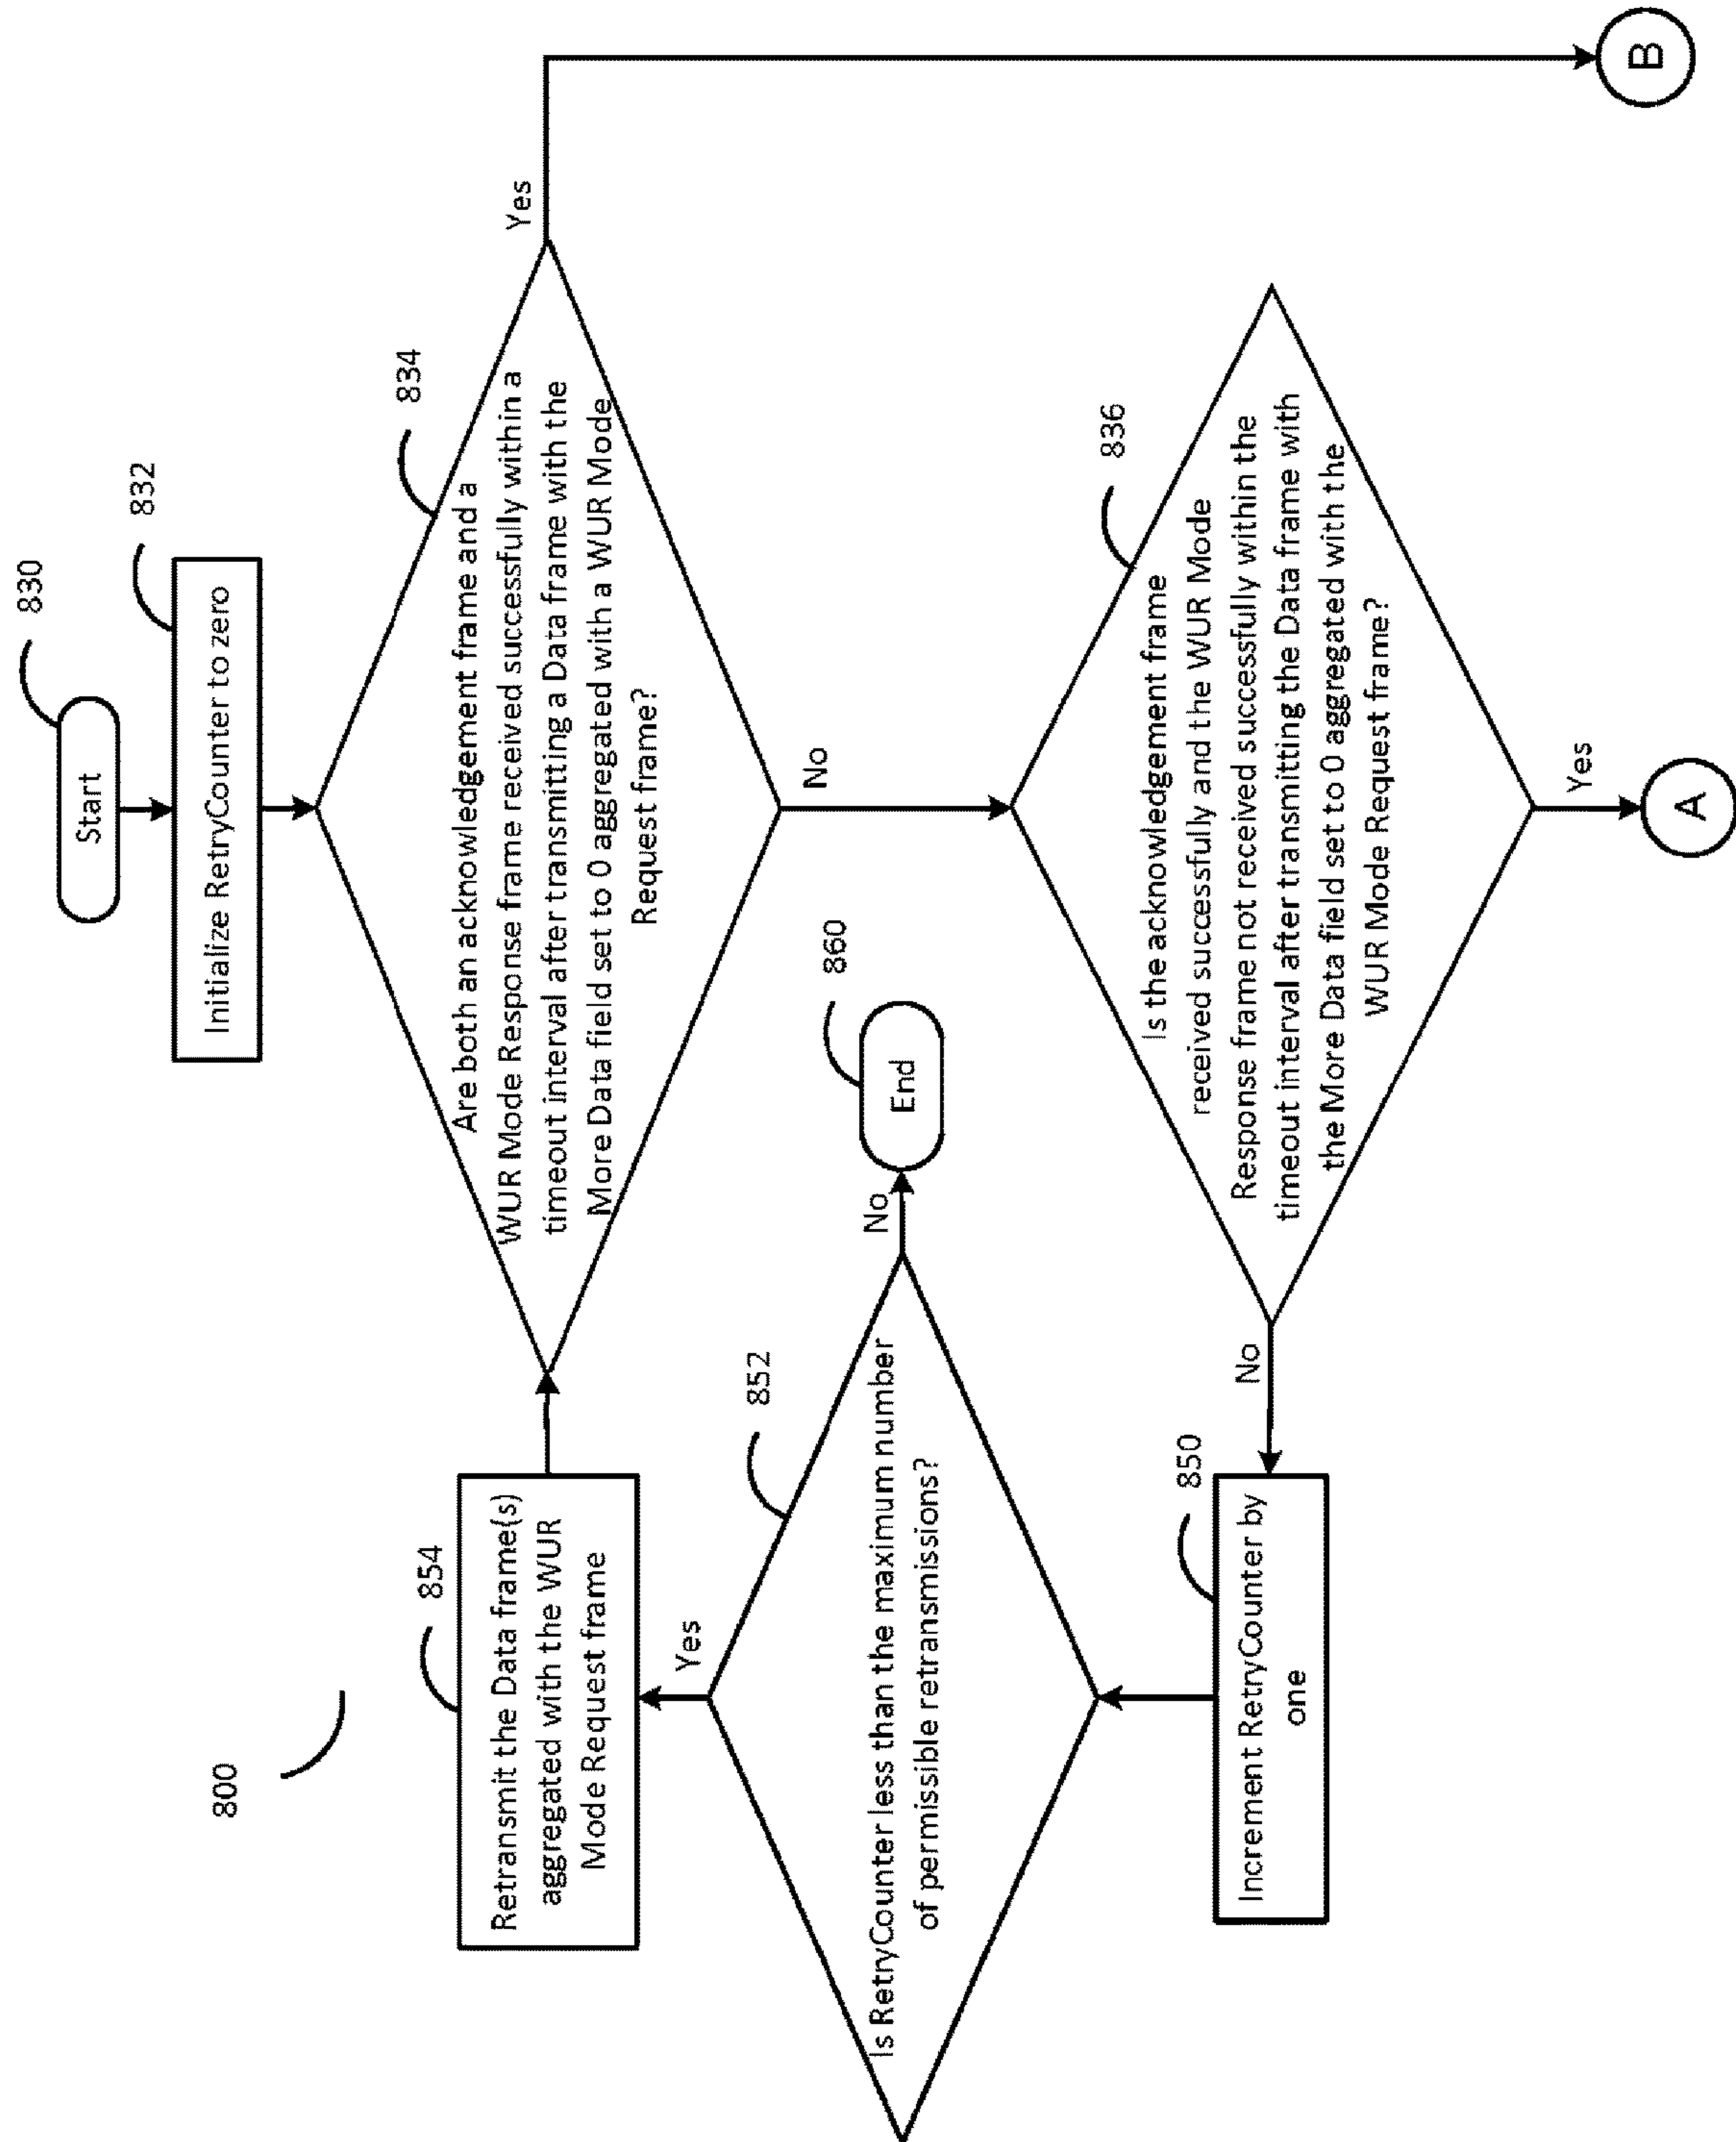 800
Start
830
Initialize RetryCounter to zero
832
Are both an acknowledgement frame and a
WUR Mode Response frame received successfully within a
timeout interval after transmitting a Data frame with the
More Data field set to 0 aggregated with a WUR Mode
Request frame?
834
Yes
B
No
Retransmit the Data frame(s)
aggregated with the WUR
Mode Request frame
854
Yes
Is RetryCounter less than the maximum number
of permissible retransmissions?
852
No
End
860
Is the acknowledgement frame
received successfully and the WUR Mode
Response frame not received successfully within the
timeout interval after transmitting the Data frame with
the More Data field set to 0 aggregated with the
WUR Mode Request frame?
836
No
Increment RetryCounter by
one
850
Yes
A